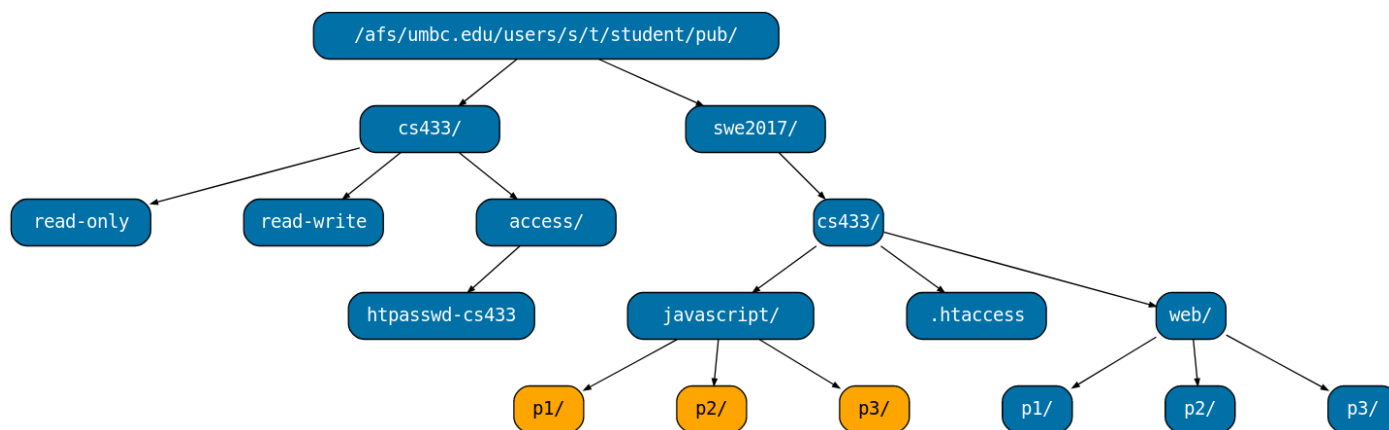 /afs/umbc.edu/users/s/t/student/pub/
cs433/
swe2017/
read-only
read-write
access/
cs433/
htpasswd-cs433
javascript/
.htaccess
web/
p1/
p2/
p3/
p1/
p2/
p3/